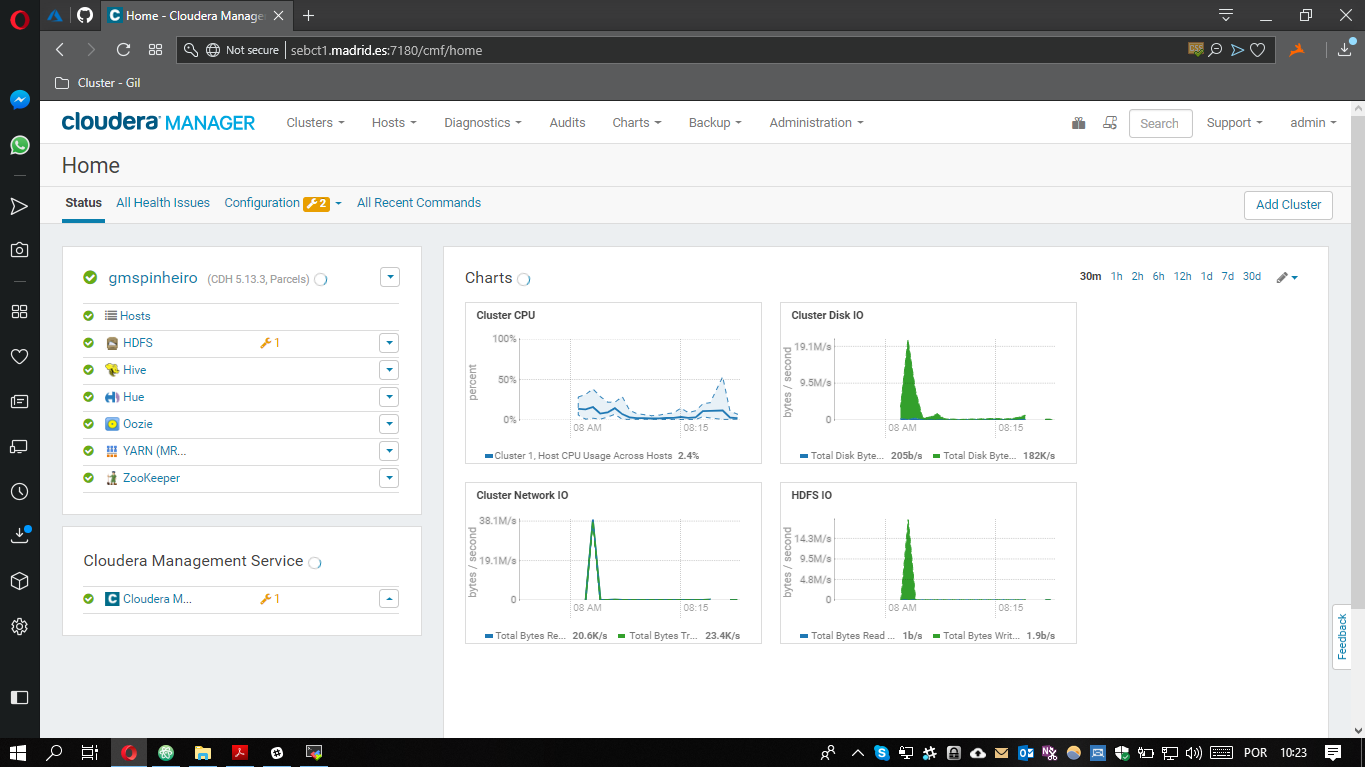 Home - Cloudera Manage
Not secure sebct1.madrid.es:7180/cmf/home
Cluster - Gil
cloudera MANAGER Clusters Hosts Diagnostics Audits Charts Backup Administration Search Support admin
Home
Status All Health Issues Configuration 2 All Recent Commands Add Cluster
gmspinheiro (CDH 5.13.3, Parcels)
Hosts
HDFS 1
Hive
Hue
Oozie
YARN (MR...
ZooKeeper
Cloudera Management Service
Cloudera M... 1
Charts 30m 1h 2h 6h 12h 1d 7d 30d
Cluster CPU
percent
100%
50%
0%
08 AM 08:15
Cluster 1, Host CPU Usage Across Hosts 2.4%
Cluster Disk IO
bytes / second
19.1M/s
9.5M/s
0
08 AM 08:15
Total Disk Byte... 205b/s Total Disk Byte... 182K/s
Cluster Network IO
bytes / second
38.1M/s
19.1M/s
0
08 AM 08:15
Total Bytes Re... 20.6K/s Total Bytes Tr... 23.4K/s
HDFS IO
bytes / second
14.3M/s
9.5M/s
4.8M/s
0
08 AM 08:15
Total Bytes Read ... 1b/s Total Bytes Writ... 1.9b/s
Feedback
POR 10:23